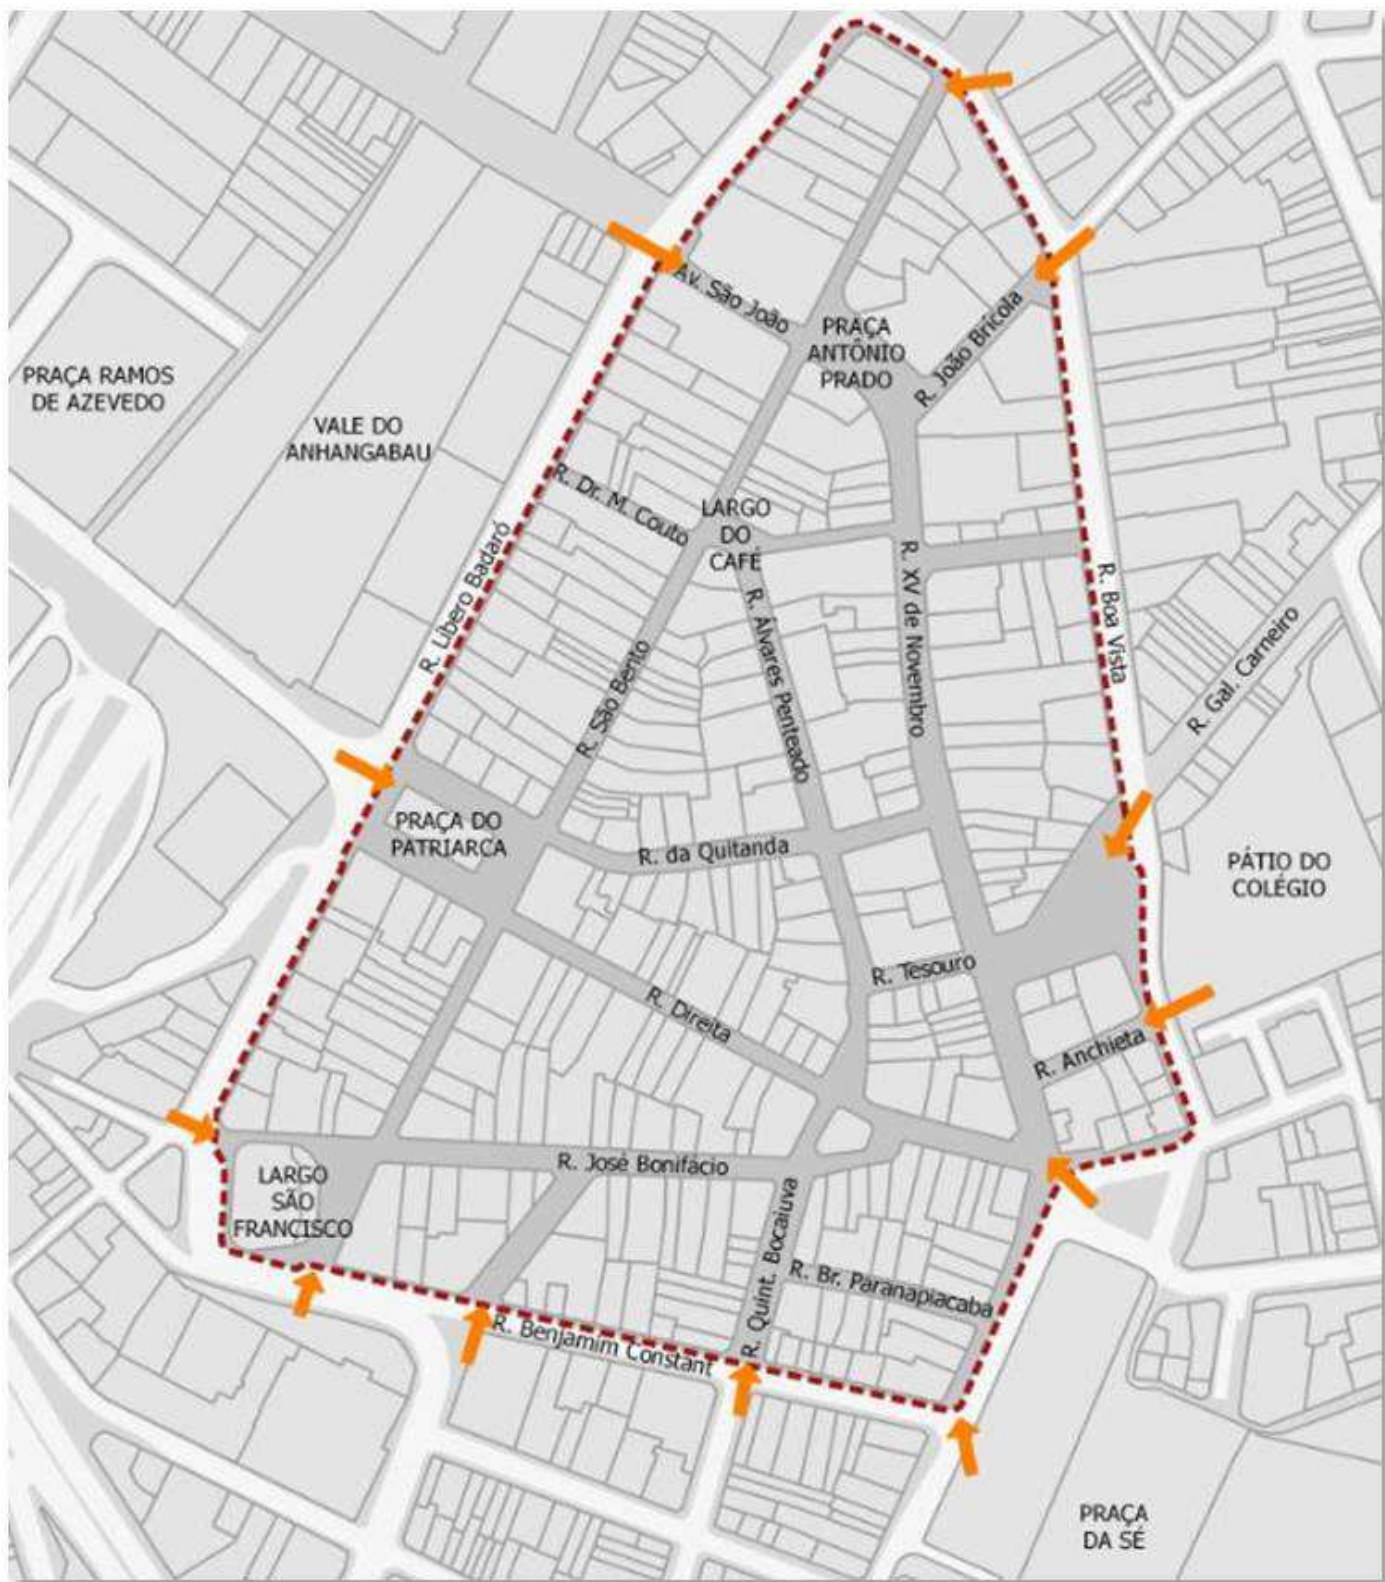 Av. São João
PRAÇA
ANTÔNIO
PRADO
R. João Brícola
PRAÇA RAMOS
DE AZEVEDO
VALE DO
ANHANGABAU
R. Dr. M. Couto
LARGO
DO
CAFÉ
R. Líbero Badaró
R. XV de Novembro
R. Boa Vista
R. Álvares Penteado
R. São Bento
R. Gal. Carneiro
PRAÇA DO
PATRIARCA
R. da Quitanda
PÁTIO DO
COLÉGIO
R. Tesouro
R. Direita
R. Anchieta
R. José Bonifácio
LARGO
SÃO
FRANCISCO
R. Quint. Bocaiuva
R. Br. Paranapiacaba
R. Benjamim Constant
PRAÇA
DA SÉ